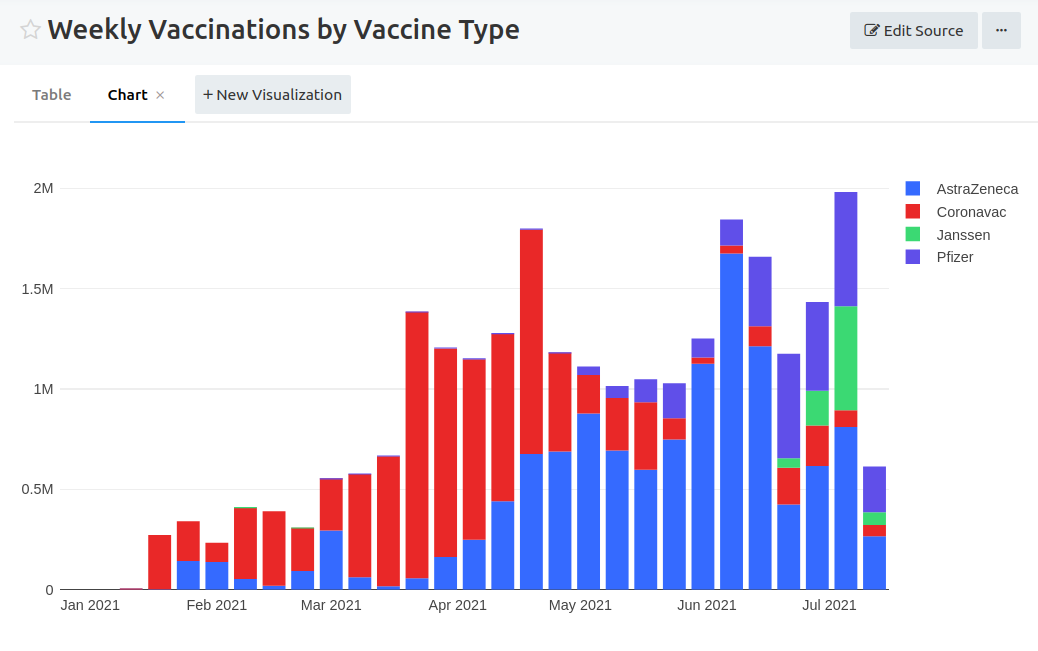 Weekly Vaccinations by Vaccine Type
Edit Source
...
Table
Chart ×
+ New Visualization
2M
1.5M
1M
0.5M
0
Jan 2021
Feb 2021
Mar 2021
Apr 2021
May 2021
Jun 2021
Jul 2021
AstraZeneca
Coronavac
Janssen
Pfizer